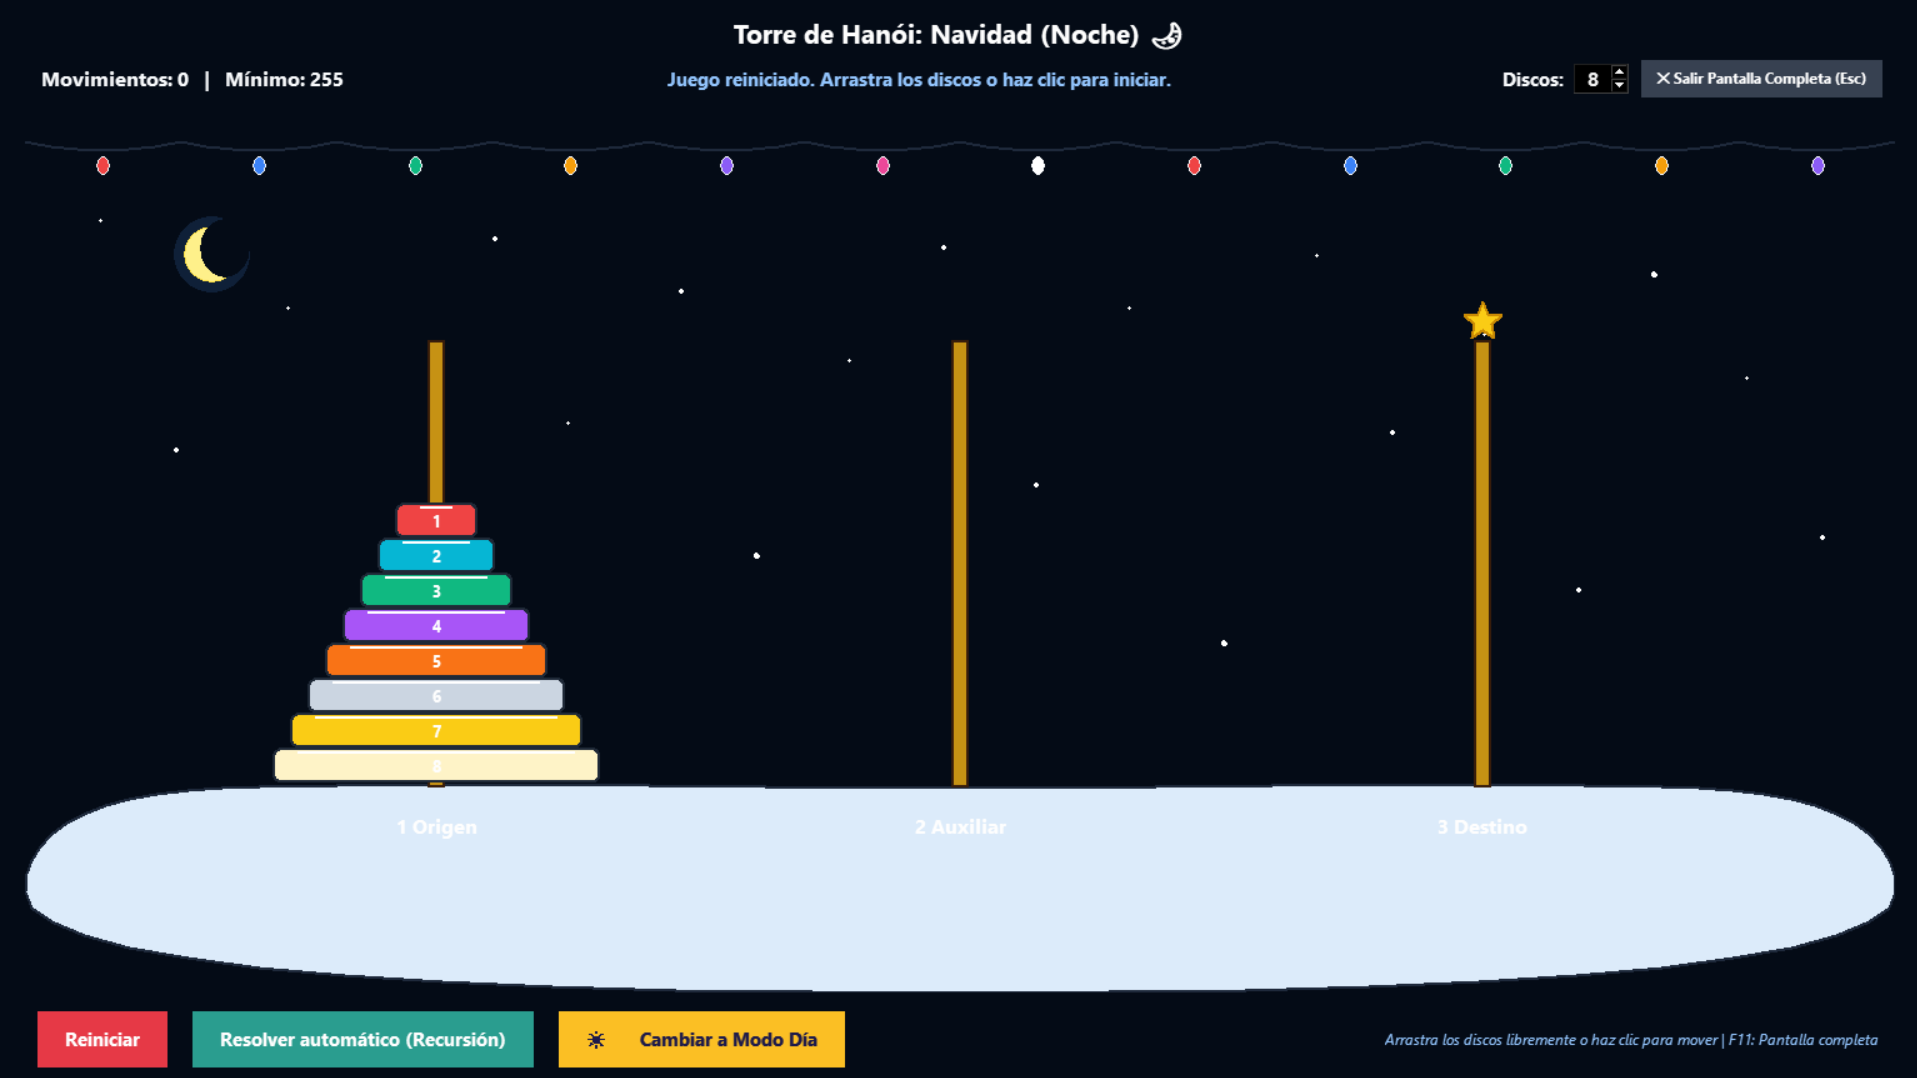 Torre de Hanói: Navidad (Noche) 🌙
Movimientos: 0 | Mínimo: 255
Juego reiniciado. Arrastra los discos o haz clic para iniciar.
Discos: 8
✕ Salir Pantalla Completa (Esc)
1
2
3
4
5
6
7
8
1 Origen
2 Auxiliar
3 Destino
Reiniciar
Resolver automático (Recursión)
☀ Cambiar a Modo Día
Arrastra los discos libremente o haz clic para mover | F11: Pantalla completa